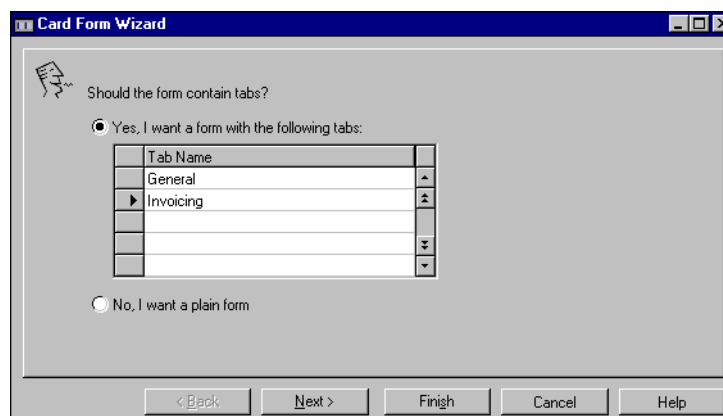 Card Form Wizard
Should the form contain tabs?
Yes, I want a form with the following tabs:
Tab Name
General
Invoicing
No, I want a plain form
< Back Next > Finish Cancel Help